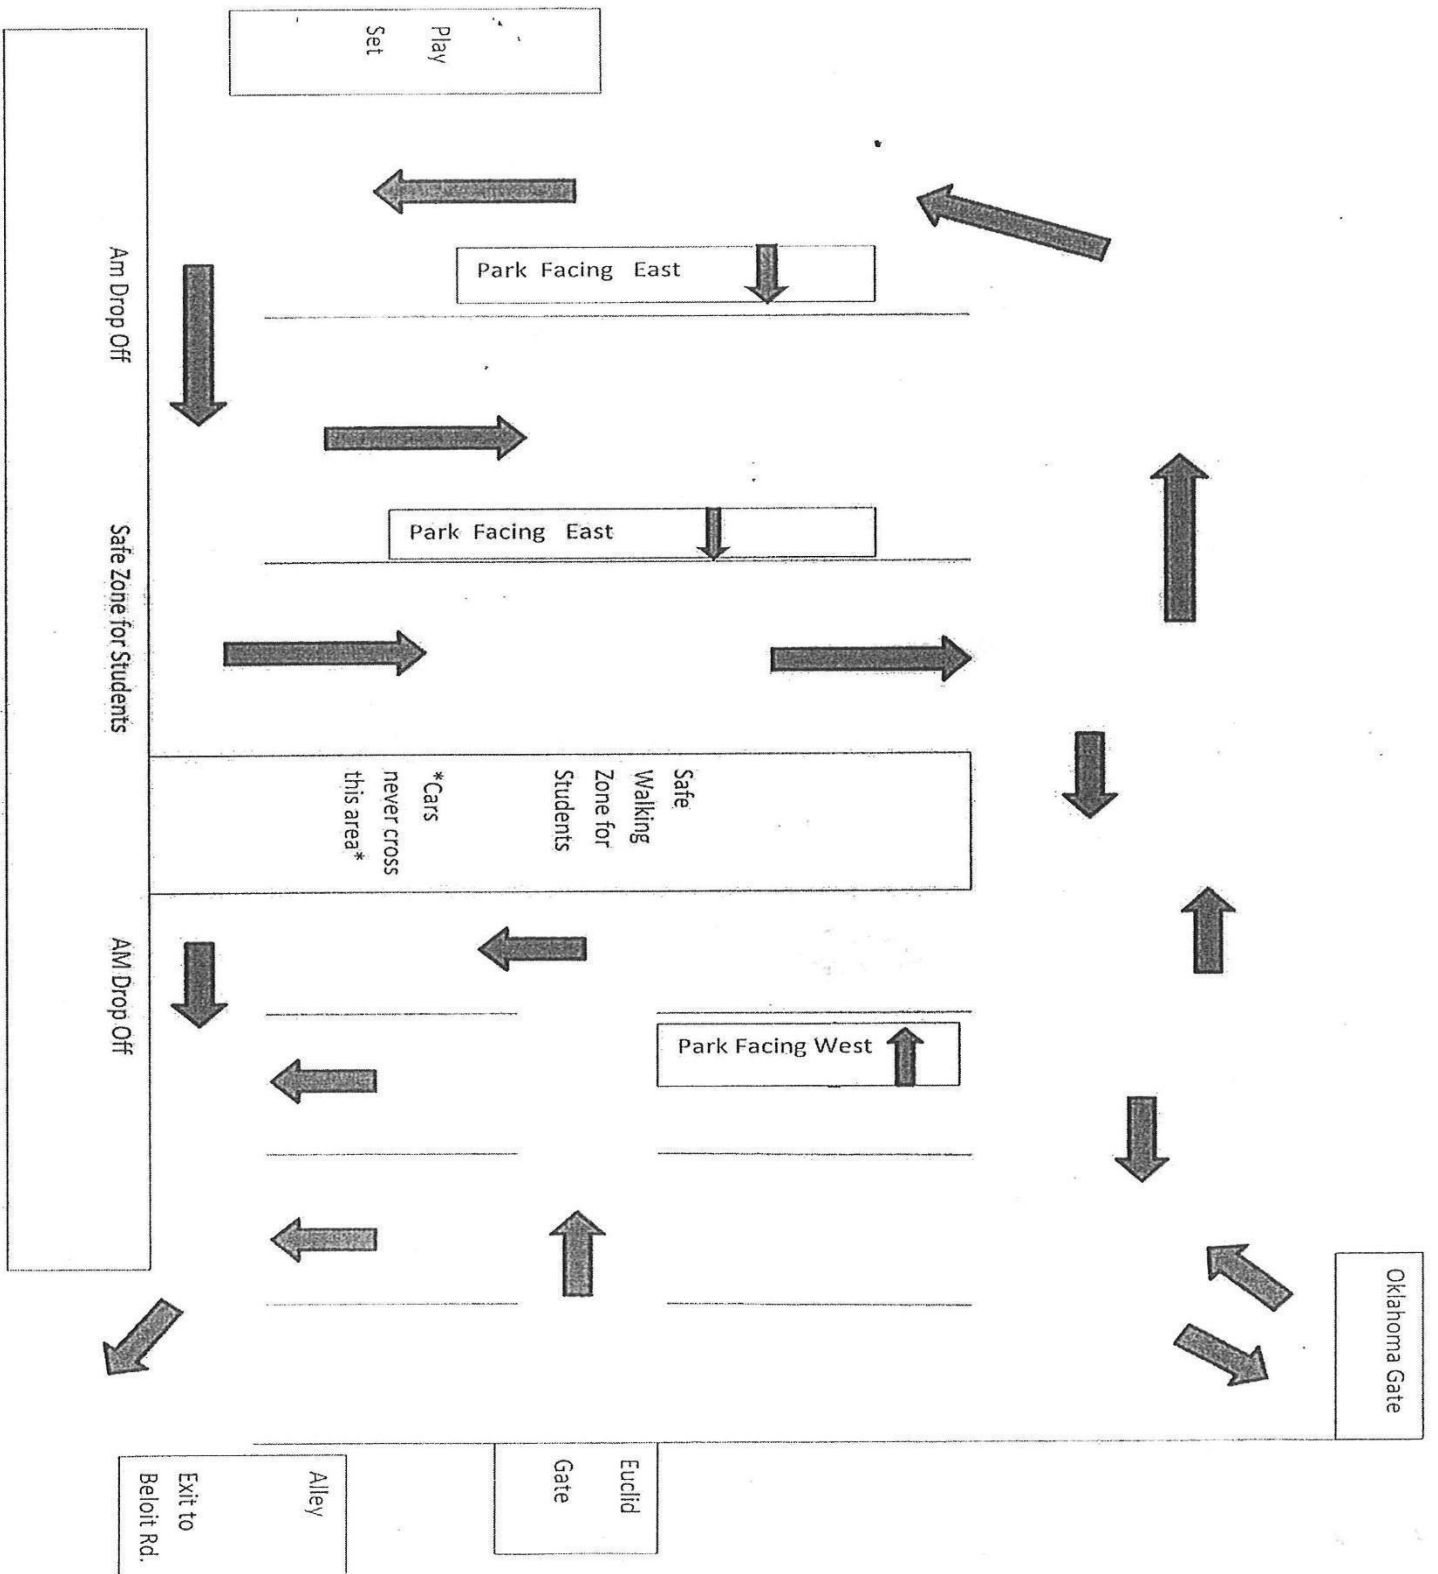 Play
Set
Park Facing East
Am Drop Off
Park Facing East
Safe Zone for Students
Safe
Walking
Zone for
Students
*Cars
never cross
this area*
AM Drop Off
Park Facing West
Oklahoma Gate
Euclid
Gate
Alley
Exit to
Beloit Rd.